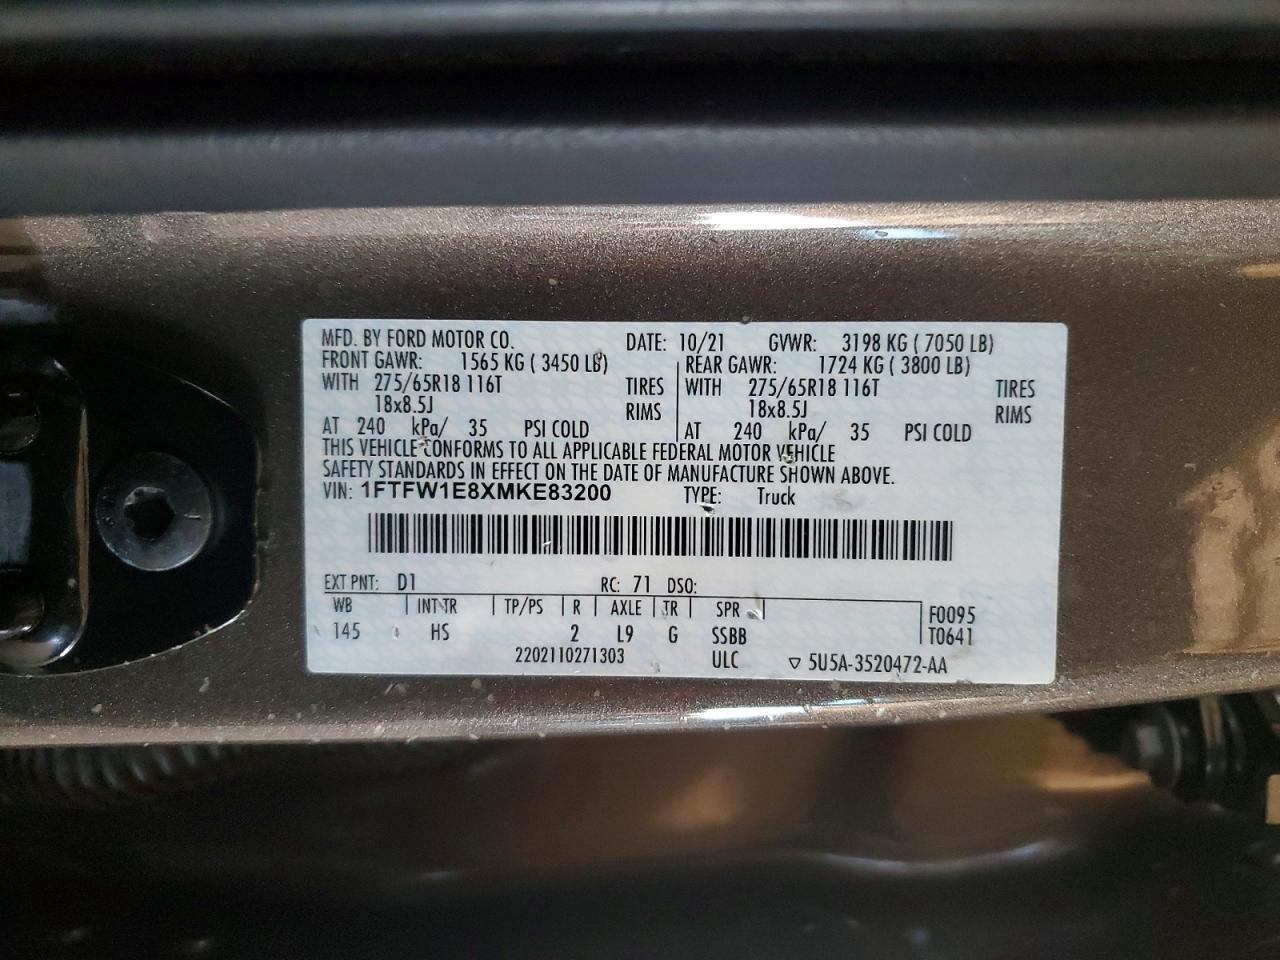 MFD. BY FORD MOTOR CO. DATE: 10/21 GVWR: 3198 KG ( 7050 LB)
FRONT GAWR: 1565 KG ( 3450 LB) REAR GAWR: 1724 KG ( 3800 LB)
WITH 275/65R18 116T TIRES WITH 275/65R18 116T TIRES
18x8.5J RIMS 18x8.5J RIMS
AT 240 kPa/ 35 PSI COLD AT 240 kPa/ 35 PSI COLD
THIS VEHICLE CONFORMS TO ALL APPLICABLE FEDERAL MOTOR VEHICLE
SAFETY STANDARDS IN EFFECT ON THE DATE OF MANUFACTURE SHOWN ABOVE.
VIN: 1FTFW1E8XMKE83200 TYPE: Truck
EXT PNT: D1 RC: 71 DSO:
WB INT TR TP/PS R AXLE TR SPR F0095
145 HS 2 L9 G SSBB T0641
2202110271303 ULC ▽ 5U5A-3520472-AA